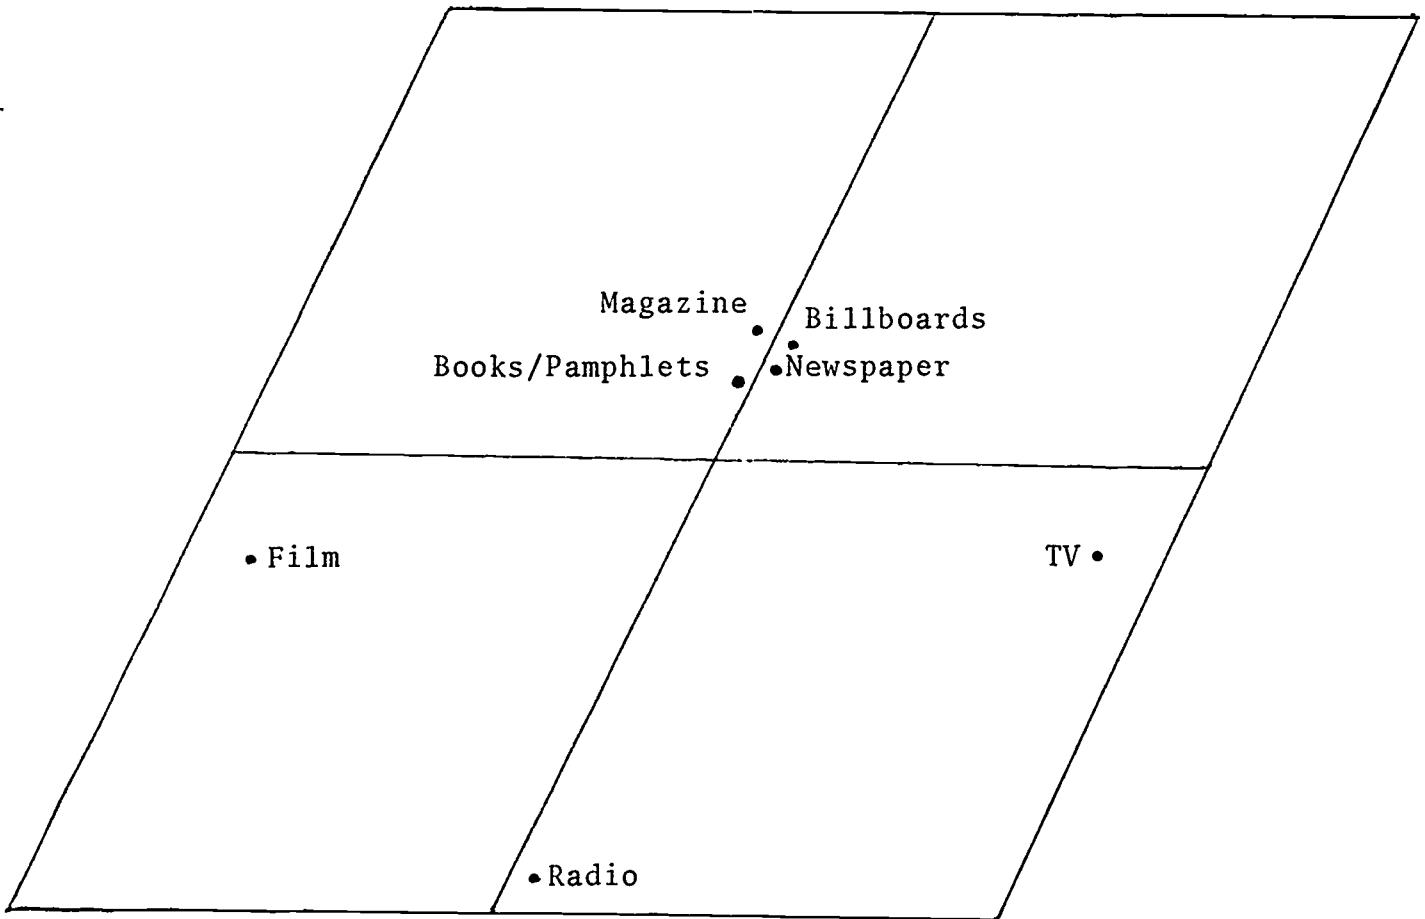 Magazine
Billboards
Books/Pamphlets
Newspaper
Film
TV
Radio